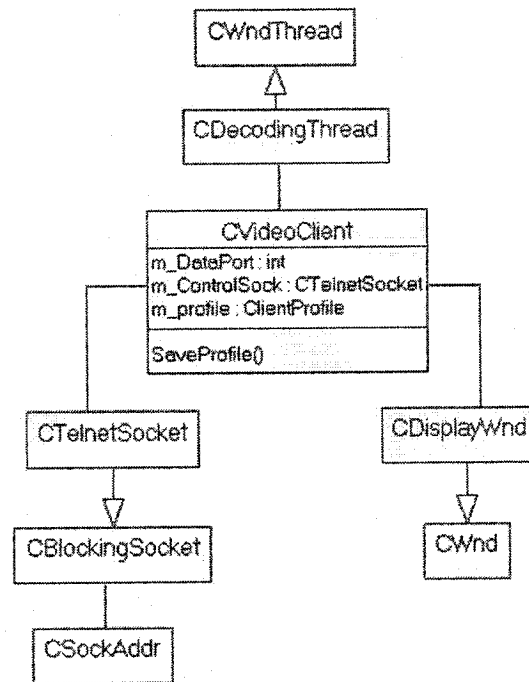 CWndThread
CDecodingThread
CVideoClient
m_DataPort : int
m_ControlSock : CTelnetSocket
m_profile : ClientProfile
SaveProfile()
CTelnetSocket
CDisplayWnd
CBlockingSocket
CWnd
CSockAddr